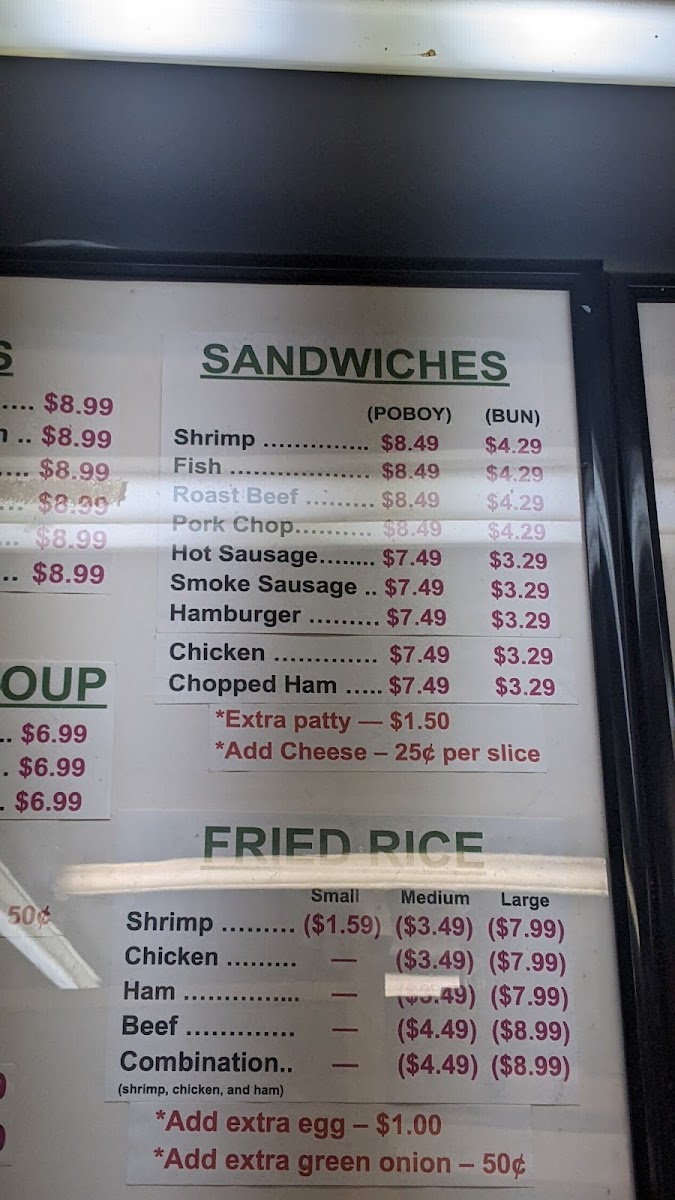 S
.... $8.99
.. $8.99
.... $8.99
... $8.99
... $8.99
.. $8.99
OUP
.. $6.99
. $6.99
. $6.99
50¢
SANDWICHES
(POBOY) (BUN)
Shrimp .............. $8.49 $4.29
Fish .................. $8.49 $4.29
Roast Beef .......... $8.49 $4.29
Pork Chop........... $8.49 $4.29
Hot Sausage........ $7.49 $3.29
Smoke Sausage .. $7.49 $3.29
Hamburger ......... $7.49 $3.29
Chicken ............. $7.49 $3.29
Chopped Ham ..... $7.49 $3.29
*Extra patty — $1.50
*Add Cheese – 25¢ per slice
FRIED RICE
Small Medium Large
Shrimp ......... ($1.59) ($3.49) ($7.99)
Chicken ......... — ($3.49) ($7.99)
Ham ............... — ($3.49) ($7.99)
Beef ............. — ($4.49) ($8.99)
Combination.. — ($4.49) ($8.99)
(shrimp, chicken, and ham)
*Add extra egg – $1.00
*Add extra green onion – 50¢